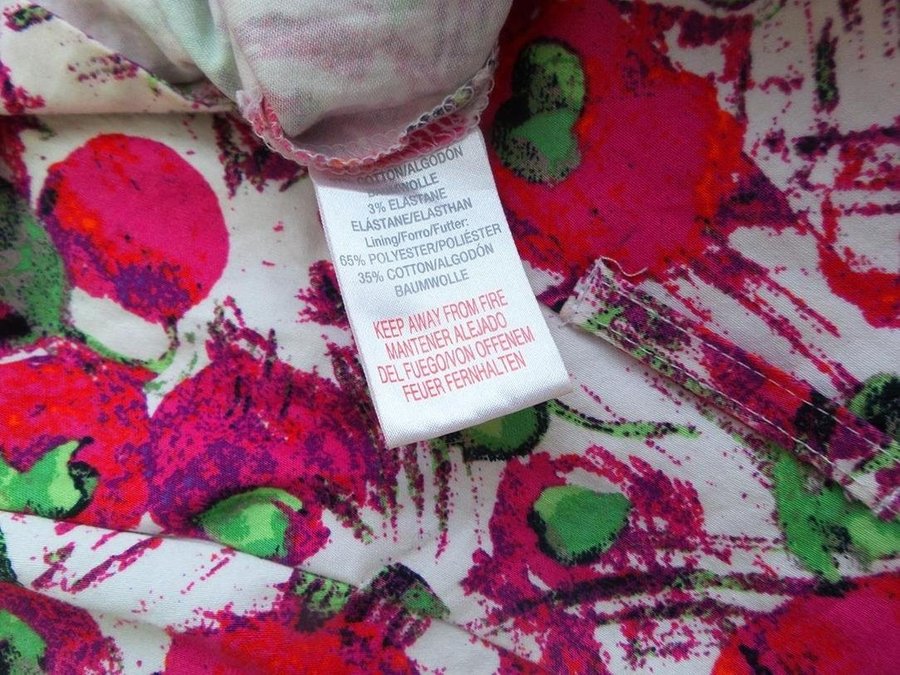 COTTON/ALGODÓN
BAUMWOLLE
3% ELASTANE
ELÁSTANE/ELASTHAN
Lining/Forro/Futter:
65% POLYESTER/POLIÉSTER
35% COTTON/ALGODÓN
BAUMWOLLE
KEEP AWAY FROM FIRE
MANTENER ALEJADO
DEL FUEGO/VON OFFENEM
FEUER FERNHALTEN